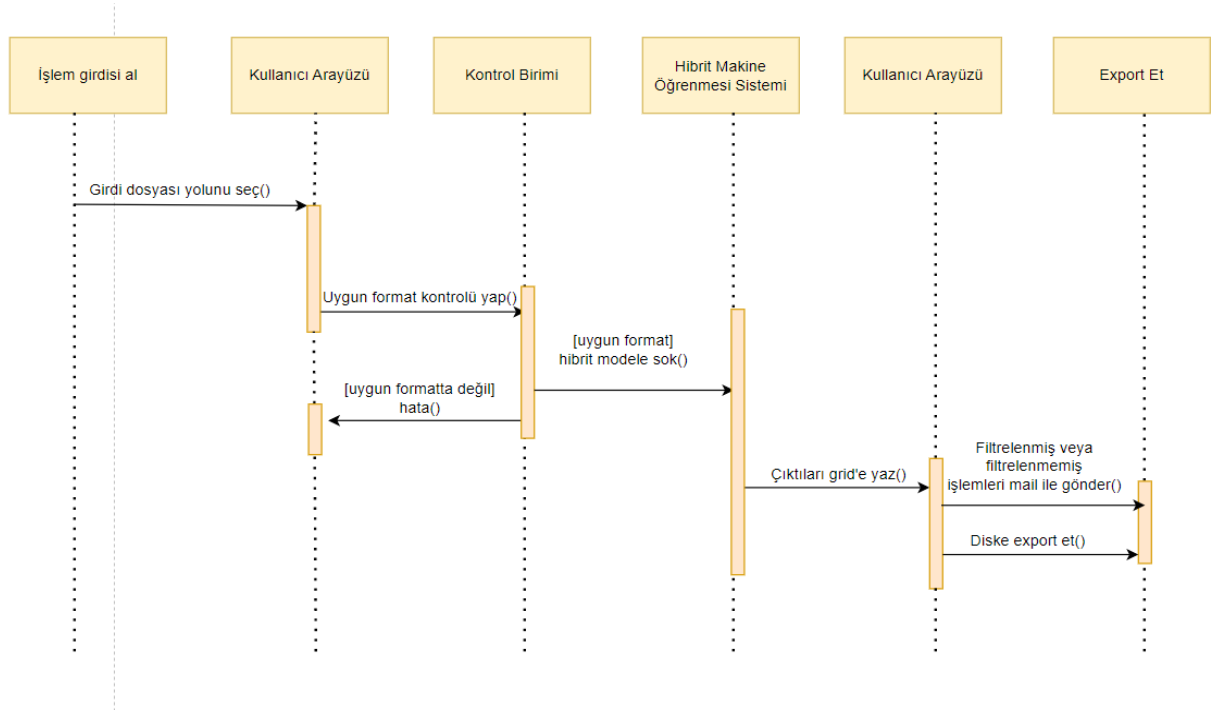 İşlem girdisi al
Kullanıcı Arayüzü
Kontrol Birimi
Hibrit Makine
Öğrenmesi Sistemi
Kullanıcı Arayüzü
Export Et
Girdi dosyası yolunu seç()
Uygun format kontrolü yap()
[uygun format]
hibrit modele sok()
[uygun formatta değil]
hata()
Çıktıları grid'e yaz()
Filtrelenmiş veya
filtrelenmemiş
işlemleri mail ile gönder()
Diske export et()